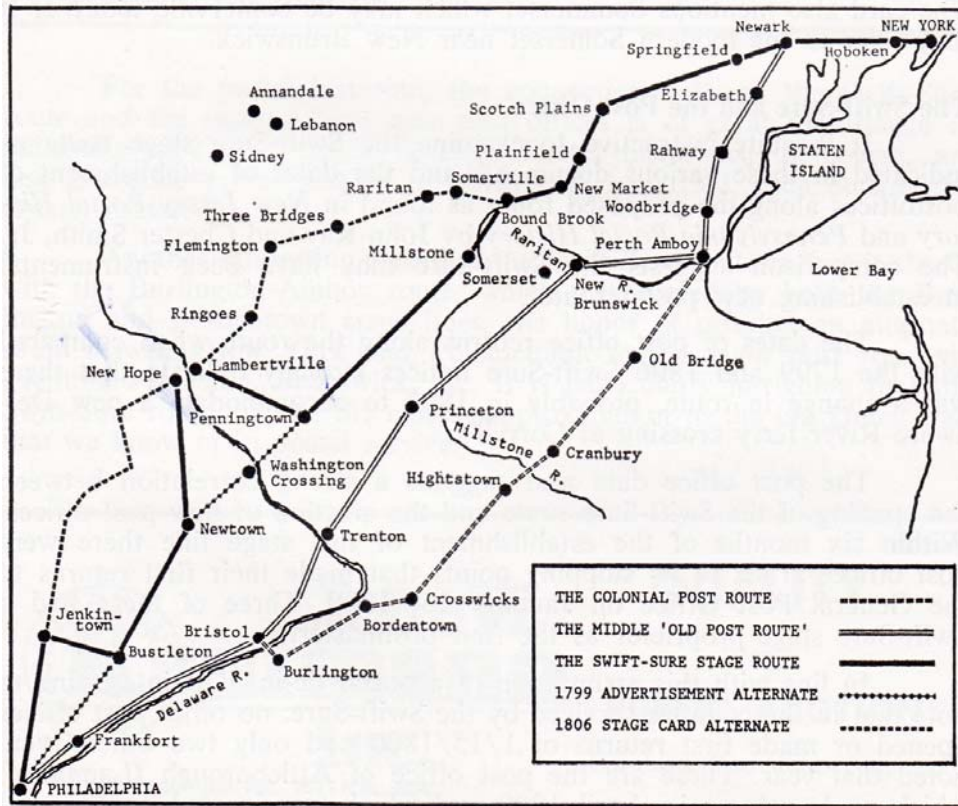 Newark
NEW YORK
Hoboken
Springfield
Elizabeth
Annandale
Lebanon
Scotch Plains
Sidney
Plainfield
Rahway
STATEN
ISLAND
Somerville
Raritan
New Market
Woodbridge
Three Bridges
Bound Brook
Flemington
Millstone
Raritan
R.
Perth Amboy
Somerset
New
Brunswick
Lower Bay
Ringoes
Old Bridge
Lambertville
New Hope
Princeton
Pennington
Millstone
R.
Cranbury
Washington
Crossing
Hightstown
Newtown
Trenton
Crosswicks
Jenkin-
town
Bordentown
Bristol
Bustleton
Burlington
Delaware R.
Frankfort
PHILADELPHIA
THE COLONIAL POST ROUTE
THE MIDDLE 'OLD POST ROUTE'
THE SWIFT-SURE STAGE ROUTE
1799 ADVERTISEMENT ALTERNATE
1806 STAGE CARD ALTERNATE